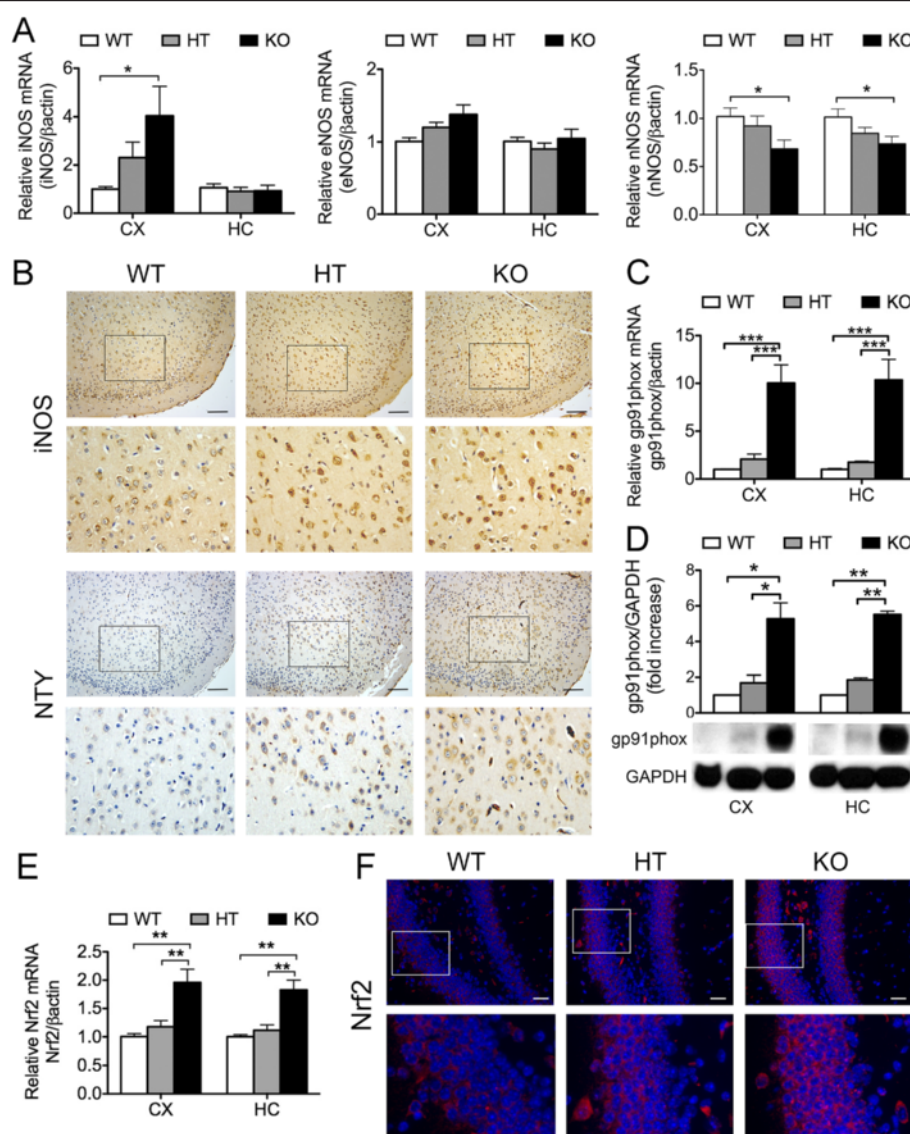 A
WT HT KO
Relative iNOS mRNA
(iNOS/βactin)
6
4
2
0
*
CX HC
WT HT KO
Relative eNOS mRNA
(eNOS/βactin)
2
1
0
CX HC
WT HT KO
Relative nNOS mRNA
(nNOS/βactin)
1.0
0.5
0.0
* *
CX HC
B
WT HT KO
iNOS
NTY
C
WT HT KO
Relative gp91phox mRNA
gp91phox/βactin
15
10
5
0
*** ***
*** ***
CX HC
D
WT HT KO
gp91phox/GAPDH
(fold increase)
8
6
4
2
0
* **
* **
gp91phox
GAPDH
CX HC
E
WT HT KO
Relative Nrf2 mRNA
Nrf2/βactin
2.5
2.0
1.5
1.0
0.5
0.0
** **
** **
CX HC
F
WT HT KO
Nrf2